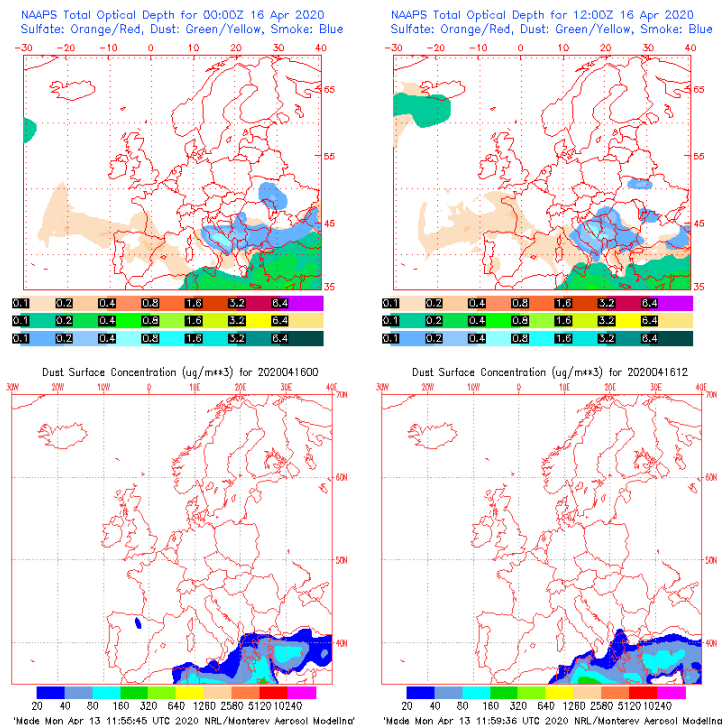 NAAPS Total Optical Depth for 00:00Z 16 Apr 2020
Sulfate: Orange/Red, Dust: Green/Yellow, Smoke: Blue
-30 -20 -10 0 10 20 30 40
65
55
45
35
0.1 0.2 0.4 0.8 1.6 3.2 6.4
0.1 0.2 0.4 0.8 1.6 3.2 6.4
0.1 0.2 0.4 0.8 1.6 3.2 6.4
NAAPS Total Optical Depth for 12:00Z 16 Apr 2020
Sulfate: Orange/Red, Dust: Green/Yellow, Smoke: Blue
-30 -20 -10 0 10 20 30 40
65
55
45
35
0.1 0.2 0.4 0.8 1.6 3.2 6.4
0.1 0.2 0.4 0.8 1.6 3.2 6.4
0.1 0.2 0.4 0.8 1.6 3.2 6.4
Dust Surface Concentration (ug/m**3) for 2020041600
30W 20W 10W 0 10E 20E 30E 40E
70N
60N
50N
40N
20 40 80 160 320 640 1280 2580 5120 10240
'Made Mon Apr 13 11:55:45 UTC 2020 NRL/Monterey Aerosol Modeling'
Dust Surface Concentration (ug/m**3) for 2020041612
30W 20W 10W 0 10E 20E 30E 40E
70N
60N
50N
40N
20 40 80 160 320 640 1280 2580 5120 10240
'Made Mon Apr 13 11:59:36 UTC 2020 NRL/Monterey Aerosol Modeling'